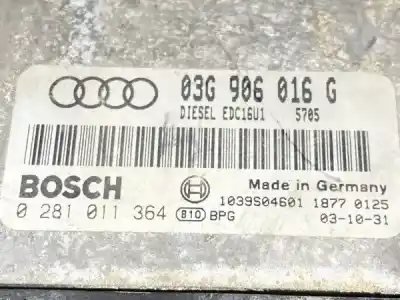 03G 906 016 G
DIESEL EDC16U1 5705
BOSCH
Made in Germany
0 281 011 364 B10 BPG
1039S04601 1877 0125
03-10-31